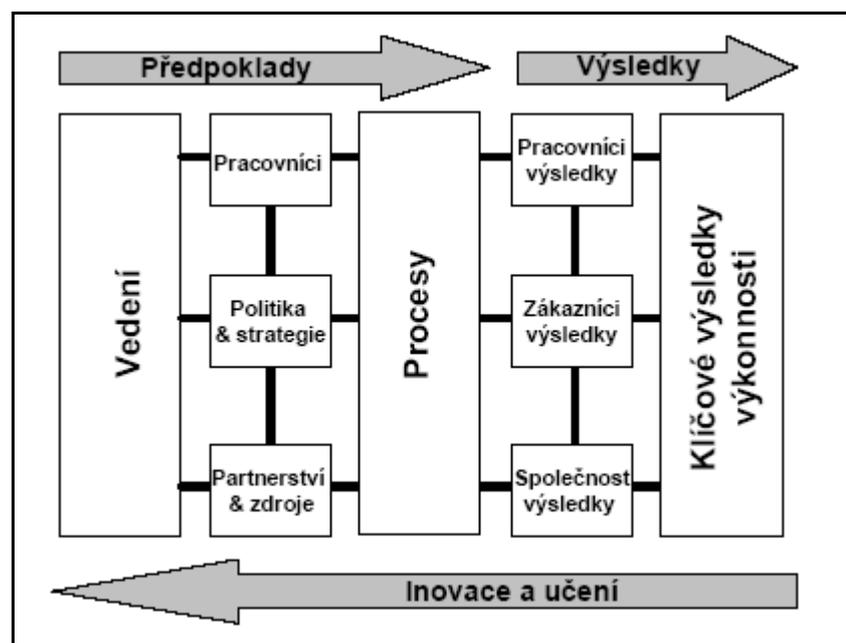 Předpoklady
Výsledky
Vedení
Pracovníci
Politika
& strategie
Partnerství
& zdroje
Procesy
Pracovníci
výsledky
Zákazníci
výsledky
Společnost
výsledky
Klíčové výsledky
výkonnosti
Inovace a učení